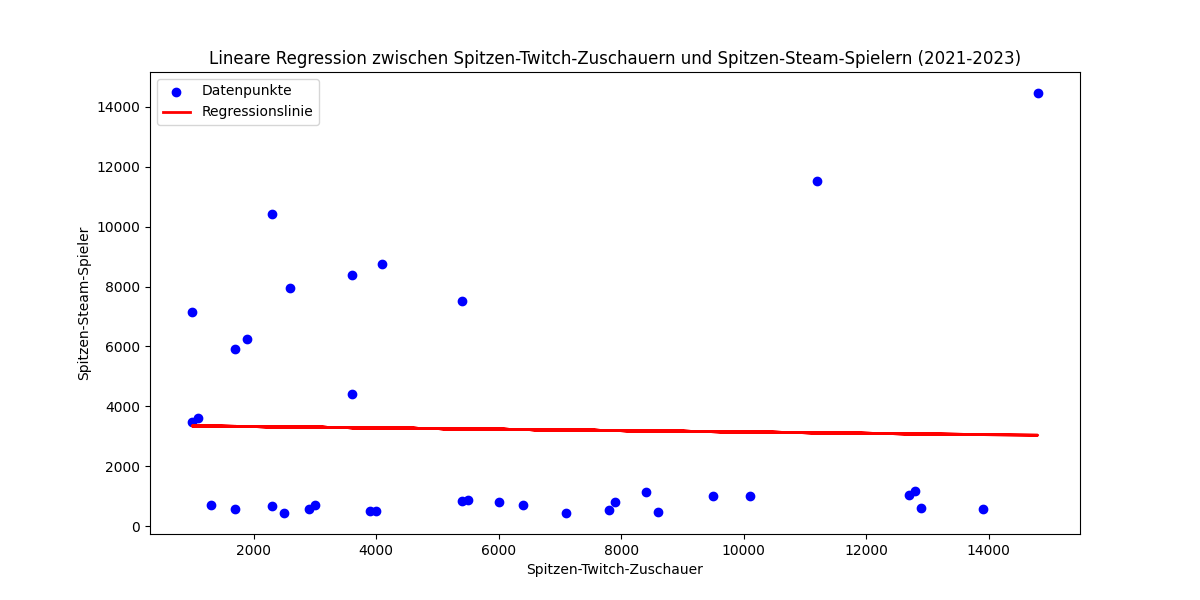 Lineare Regression zwischen Spitzen-Twitch-Zuschauern und Spitzen-Steam-Spielern (2021-2023)
Datenpunkte
Regressionslinie
14000
12000
10000
8000
6000
4000
2000
0
Spitzen-Steam-Spieler
2000 4000 6000 8000 10000 12000 14000
Spitzen-Twitch-Zuschauer